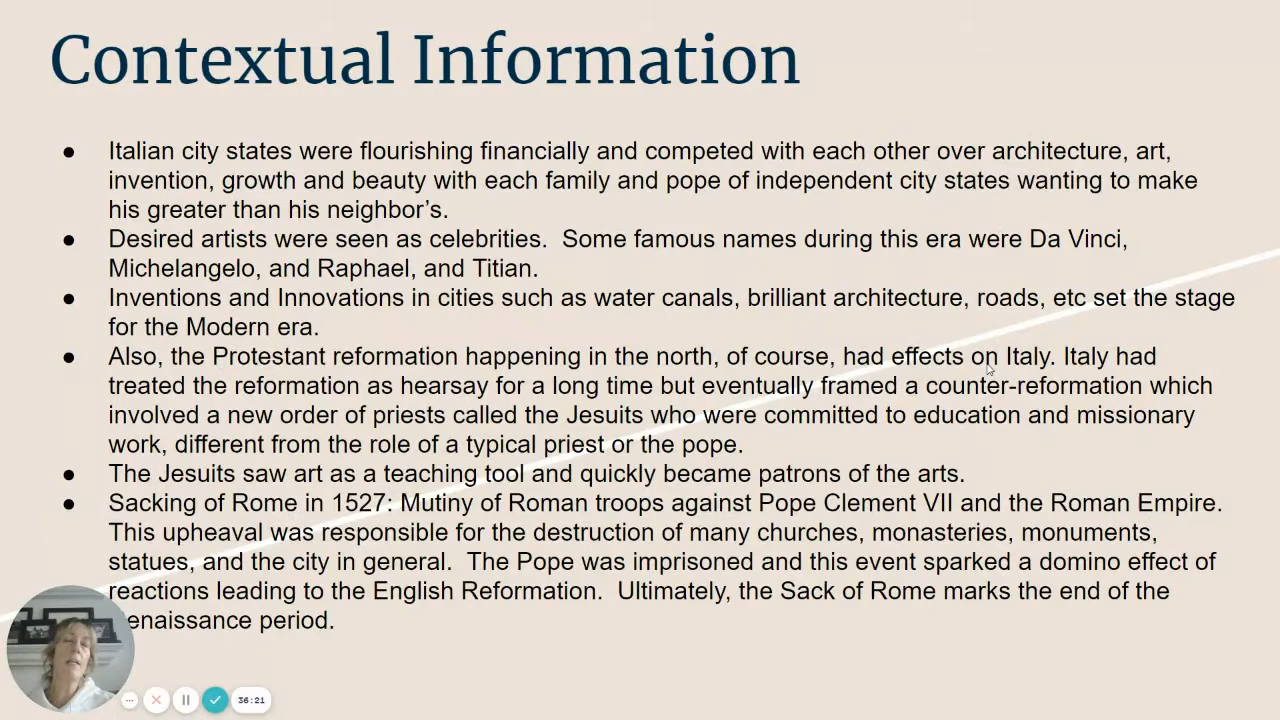 Contextual Information
● Italian city states were flourishing financially and competed with each other over architecture, art,
invention, growth and beauty with each family and pope of independent city states wanting to make
his greater than his neighbor’s.
● Desired artists were seen as celebrities.  Some famous names during this era were Da Vinci,
Michelangelo, and Raphael, and Titian.
● Inventions and Innovations in cities such as water canals, brilliant architecture, roads, etc set the stage
for the Modern era.
● Also, the Protestant reformation happening in the north, of course, had effects on Italy. Italy had
treated the reformation as hearsay for a long time but eventually framed a counter-reformation which
involved a new order of priests called the Jesuits who were committed to education and missionary
work, different from the role of a typical priest or the pope.
● The Jesuits saw art as a teaching tool and quickly became patrons of the arts.
● Sacking of Rome in 1527: Mutiny of Roman troops against Pope Clement VII and the Roman Empire.
This upheaval was responsible for the destruction of many churches, monasteries, monuments,
statues, and the city in general.  The Pope was imprisoned and this event sparked a domino effect of
reactions leading to the English Reformation.  Ultimately, the Sack of Rome marks the end of the
enaissance period.
36:21